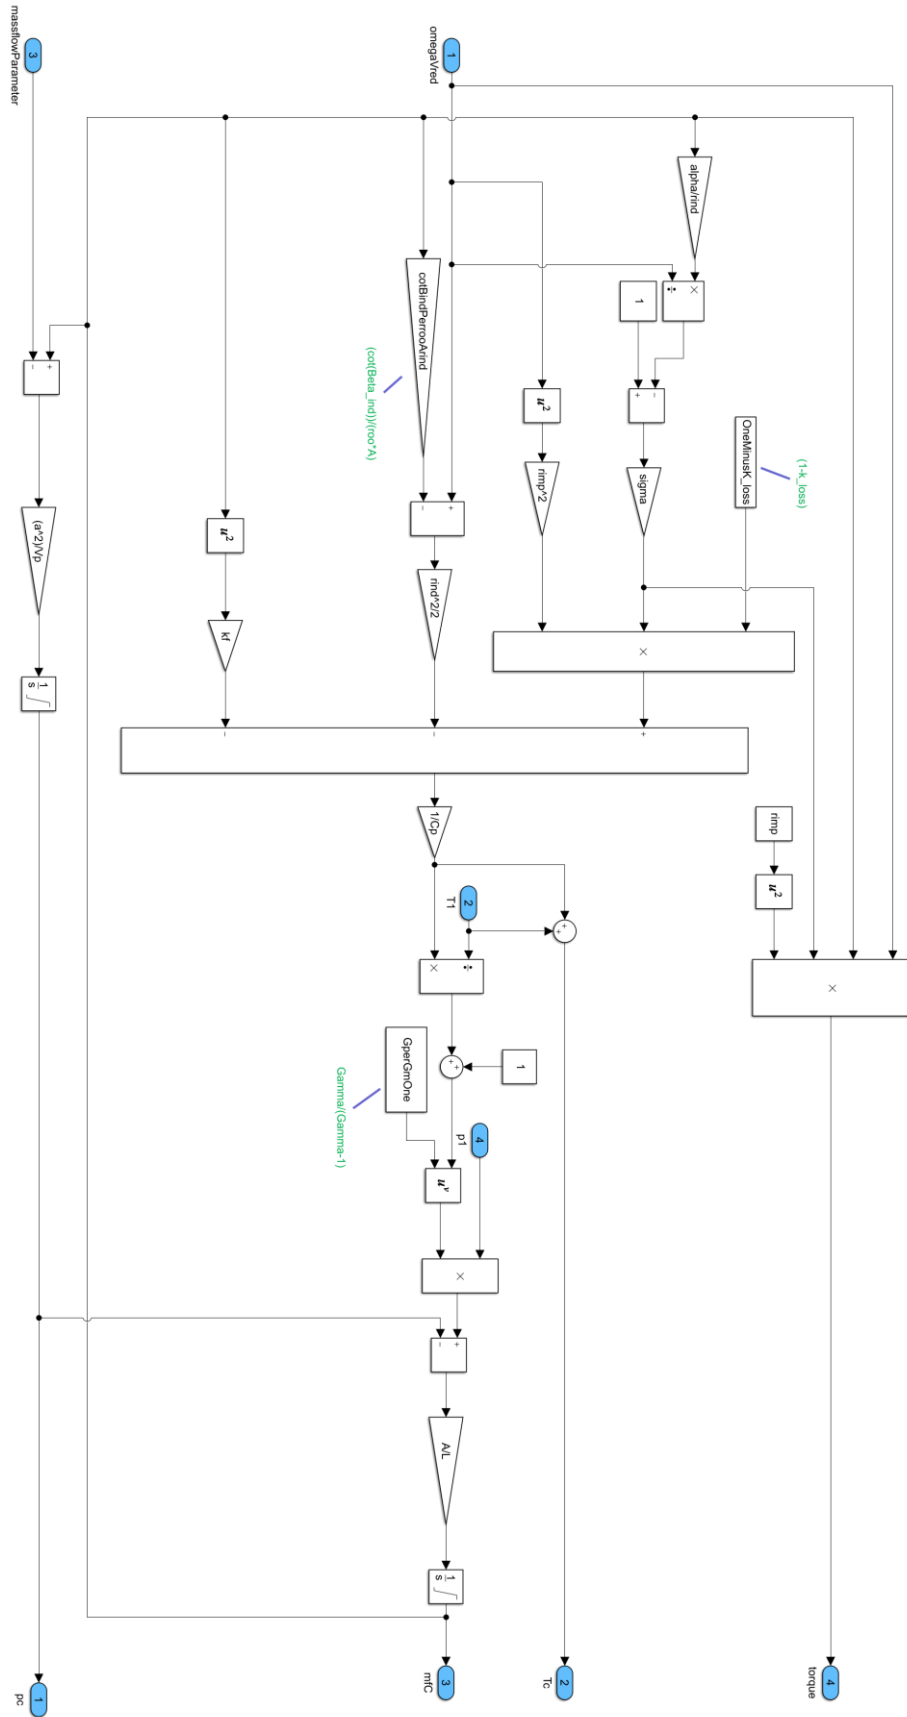 ×
4
torque
rimp
u²
(1-k_loss)
OneMinusK_loss
alpha/rind
×
÷
1
−
+
sigma
×
+
−
−
u²
rimp^2
+
+
2
Tc
1
omegaVred
cotBindPerrooArind
(cot(Beta_ind))/(roo*A)
+
−
rind^2/2
1/Cp
2
T1
÷
×
1
+
+
4
p1
GperGmOne
Gamma/(Gamma-1)
u^v
×
+
−
A/L
1
s
3
mfC
u²
kf
3
massflowParameter
+
−
(a^2)/Vp
1
s
1
pc